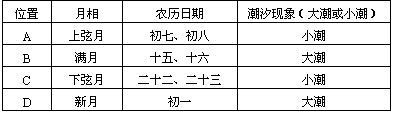 位置 月相 农历日期 潮汐现象(大潮或小潮)
A 上弦月 初七、初八 小潮
B 满月 十五、十六 大潮
C 下弦月 二十二、二十三 小潮
D 新月 初一 大潮